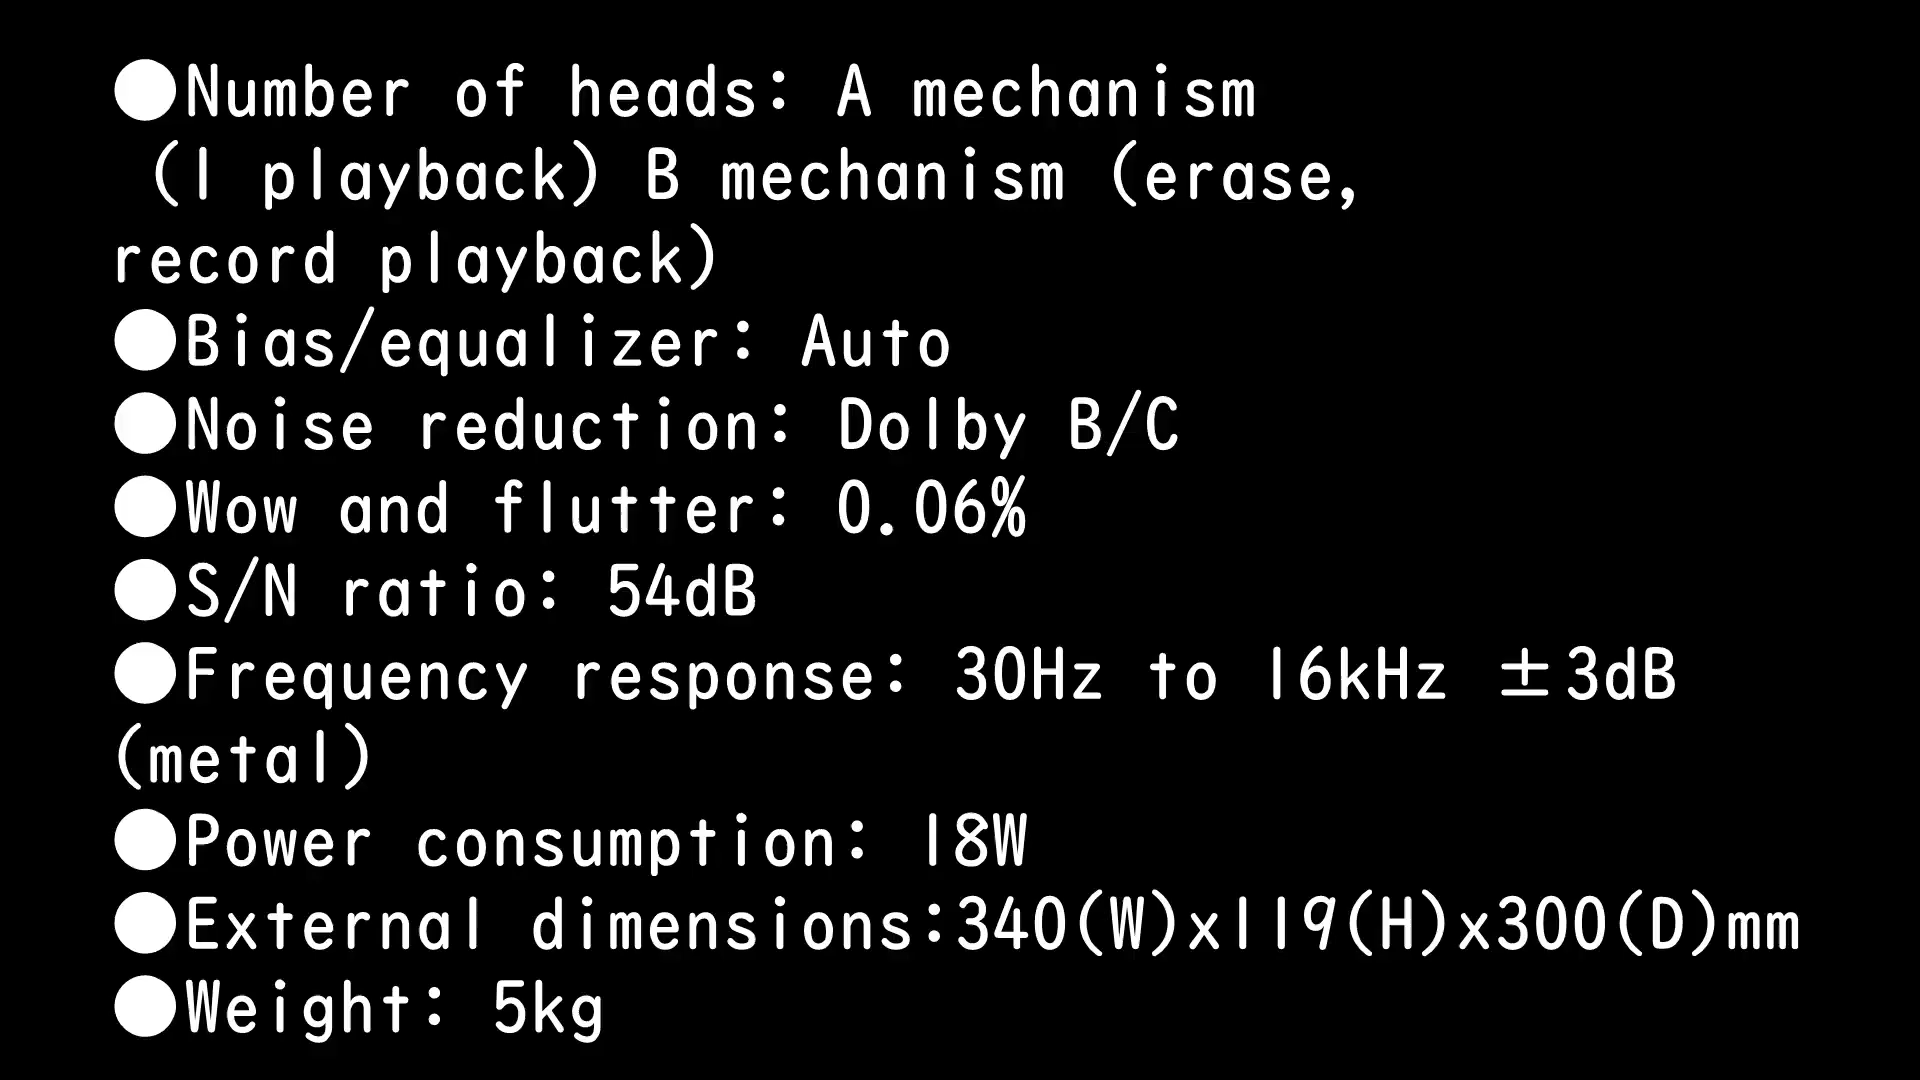 ●Number of heads: A mechanism
(1 playback) B mechanism (erase,
record playback)
●Bias/equalizer: Auto
●Noise reduction: Dolby B/C
●Wow and flutter: 0.06%
●S/N ratio: 54dB
●Frequency response: 30Hz to 16kHz ±3dB
(metal)
●Power consumption: 18W
●External dimensions:340(W)x119(H)x300(D)mm
●Weight: 5kg